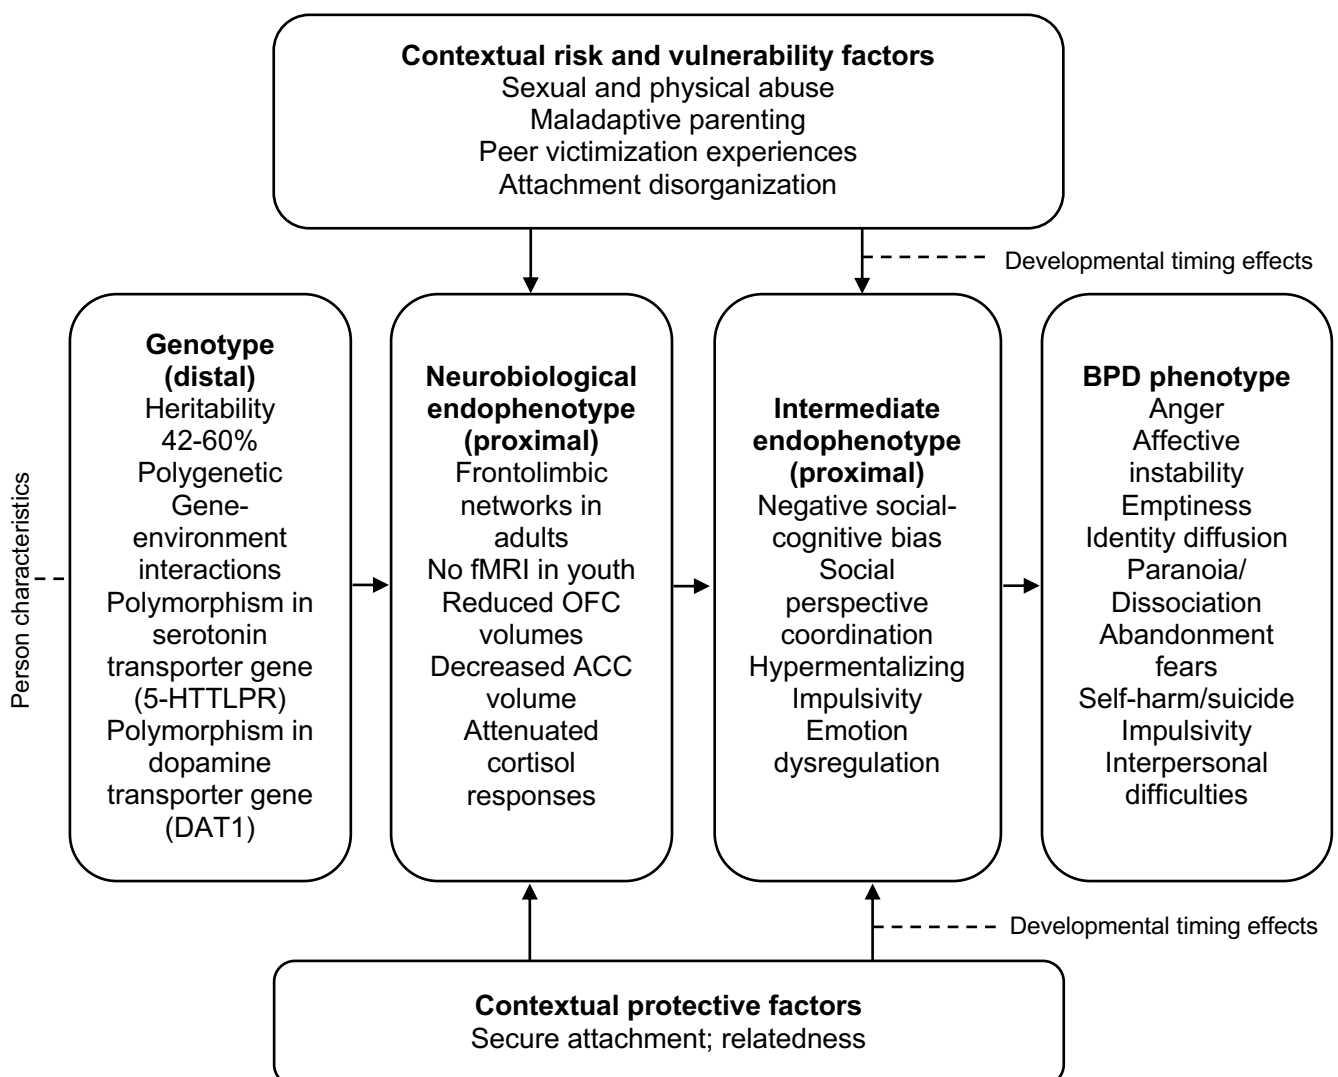 Contextual risk and vulnerability factors
Sexual and physical abuse
Maladaptive parenting
Peer victimization experiences
Attachment disorganization
Developmental timing effects
Person characteristics
Genotype
(distal)
Heritability
42-60%
Polygenetic
Gene-
environment
interactions
Polymorphism in
serotonin
transporter gene
(5-HTTLPR)
Polymorphism in
dopamine
transporter gene
(DAT1)
Neurobiological
endophenotype
(proximal)
Frontolimbic
networks in
adults
No fMRI in youth
Reduced OFC
volumes
Decreased ACC
volume
Attenuated
cortisol
responses
Intermediate
endophenotype
(proximal)
Negative social-
cognitive bias
Social
perspective
coordination
Hypermentalizing
Impulsivity
Emotion
dysregulation
BPD phenotype
Anger
Affective
instability
Emptiness
Identity diffusion
Paranoia/
Dissociation
Abandonment
fears
Self-harm/suicide
Impulsivity
Interpersonal
difficulties
Developmental timing effects
Contextual protective factors
Secure attachment; relatedness